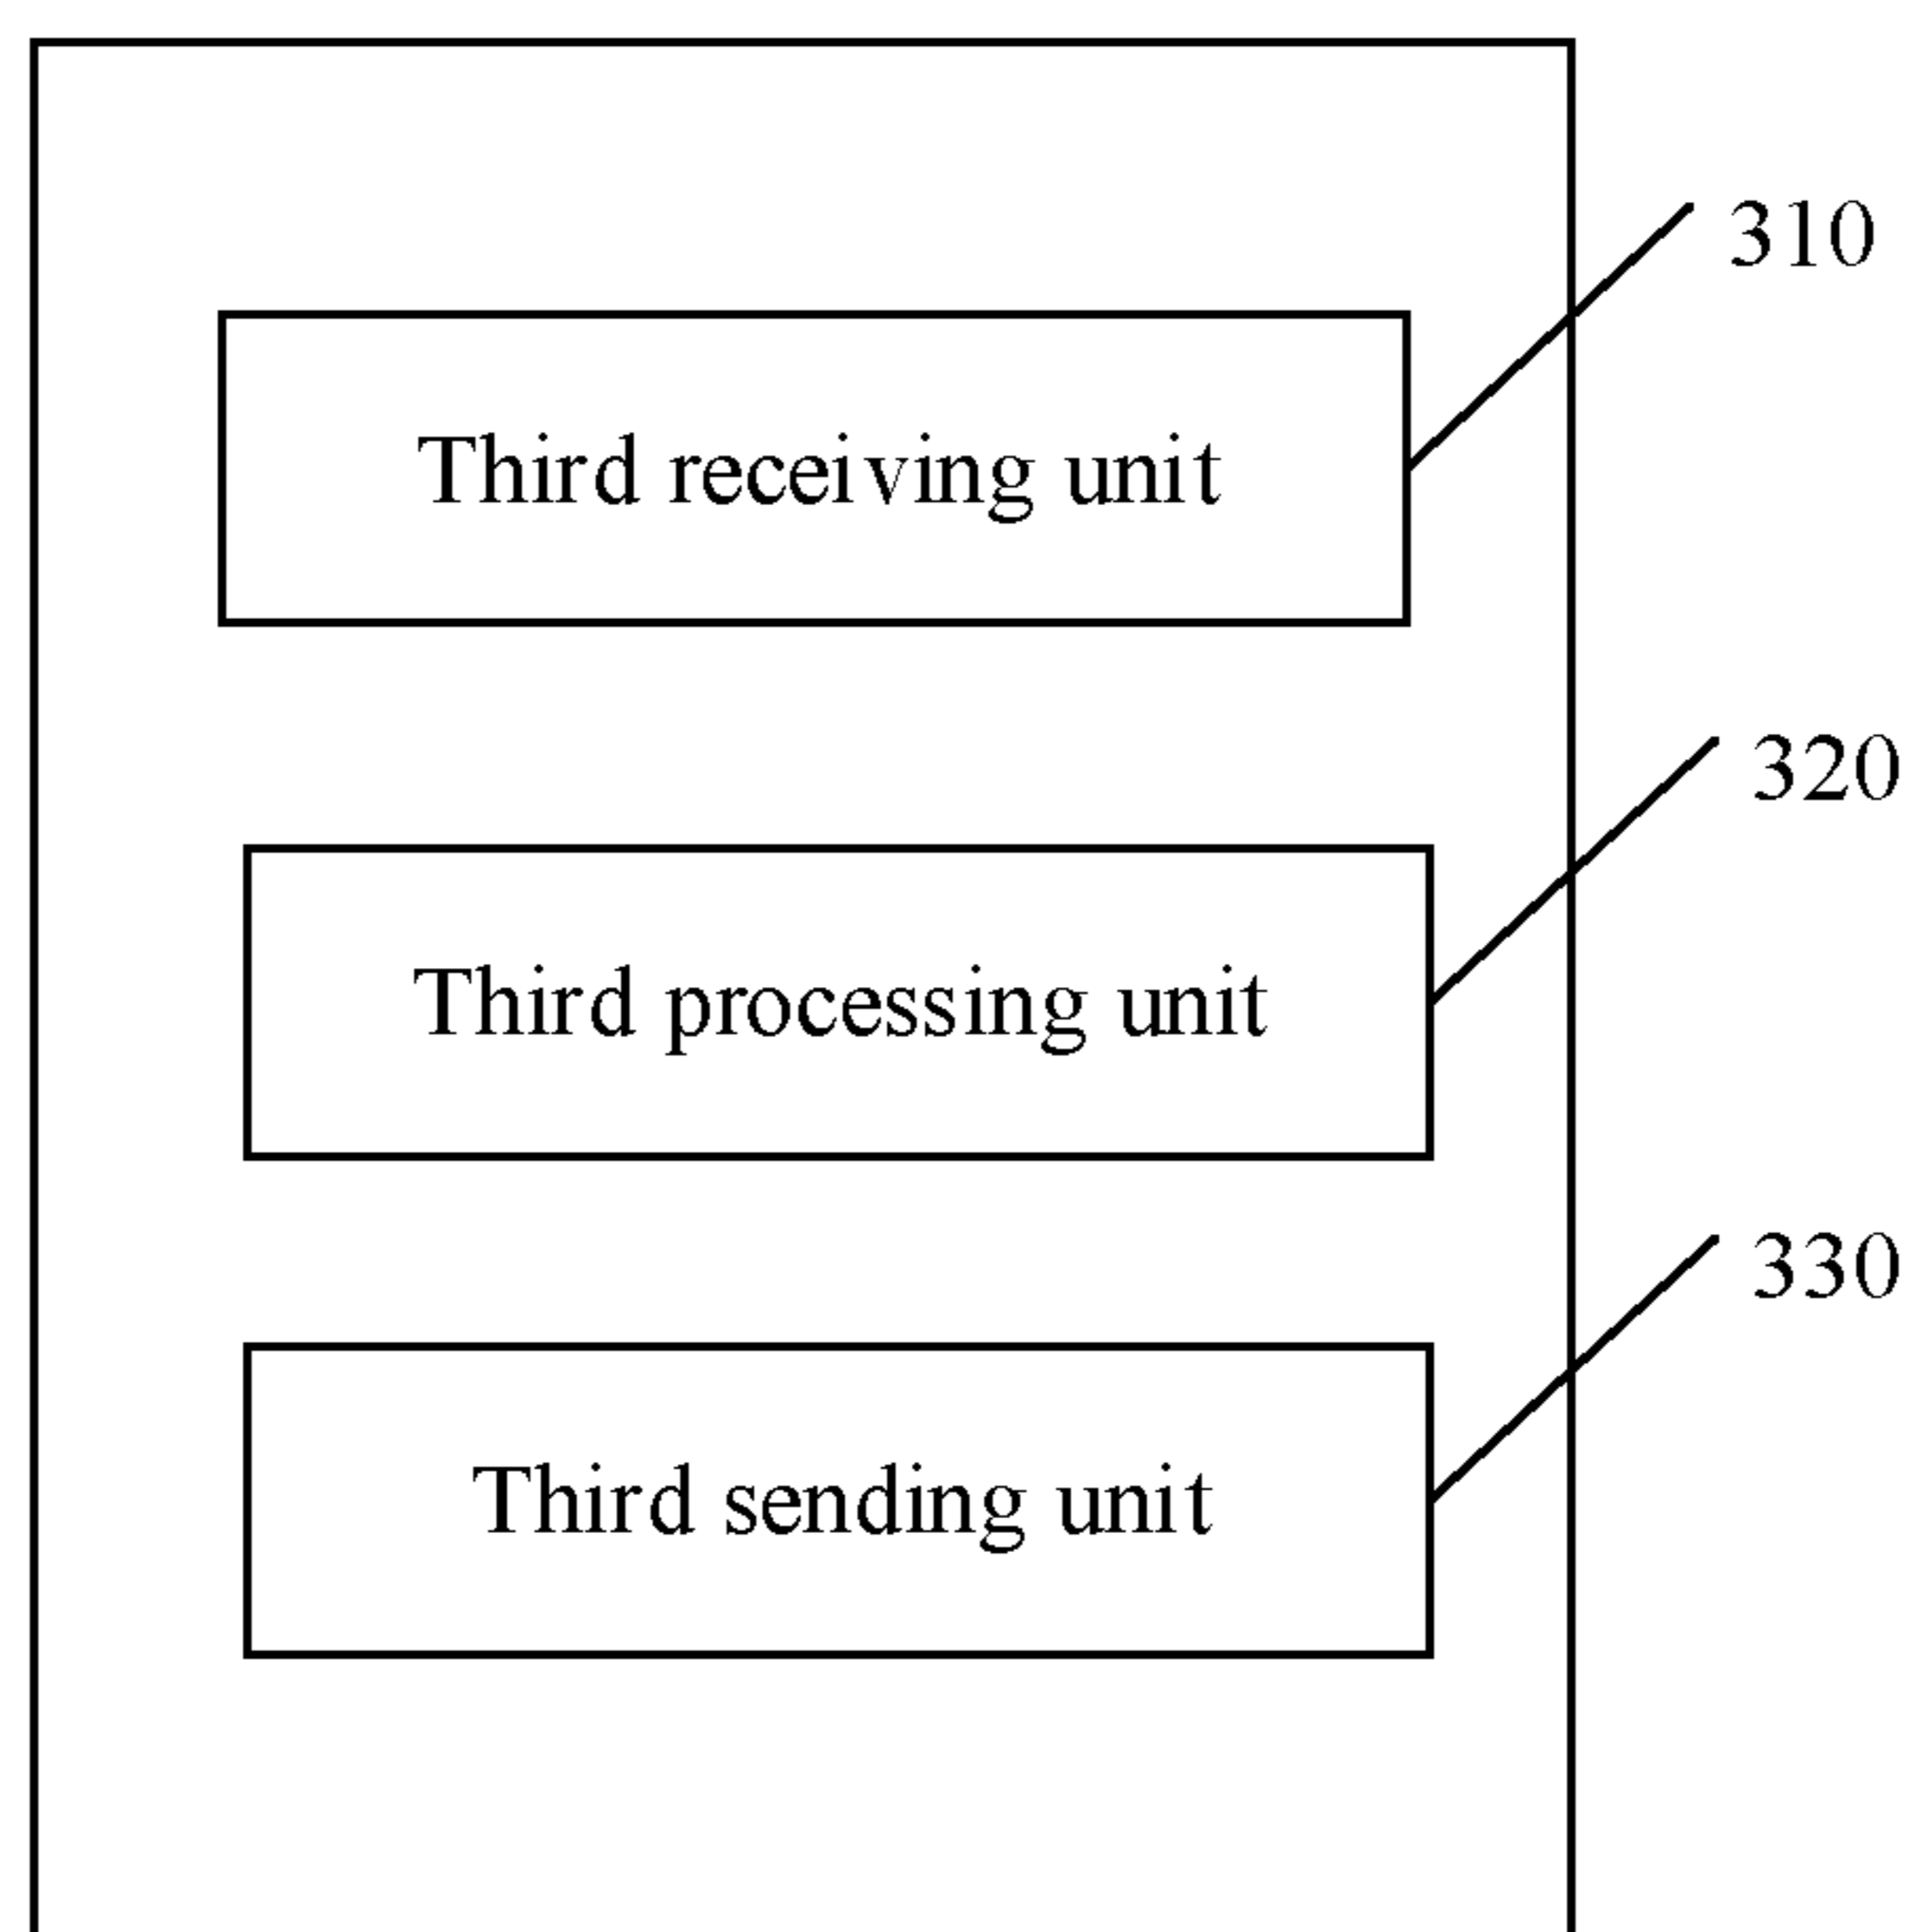 310
Third receiving unit
320
Third processing unit
330
Third sending unit